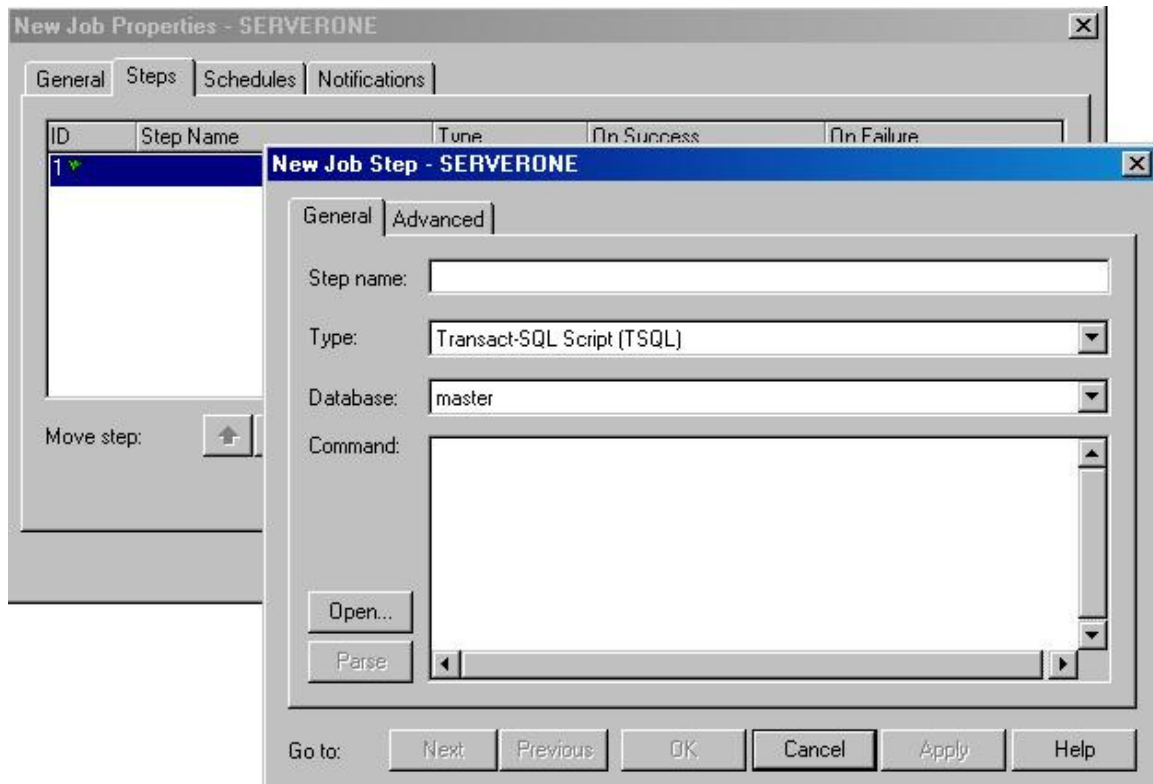 New Job Properties - SERVERONE
General Steps Schedules Notifications
ID Step Name Type On Success On Failure
1
Move step:
New Job Step - SERVERONE
General Advanced
Step name:
Type: Transact-SQL Script (TSQL)
Database: master
Command:
Open...
Parse
Go to: Next Previous OK Cancel Apply Help